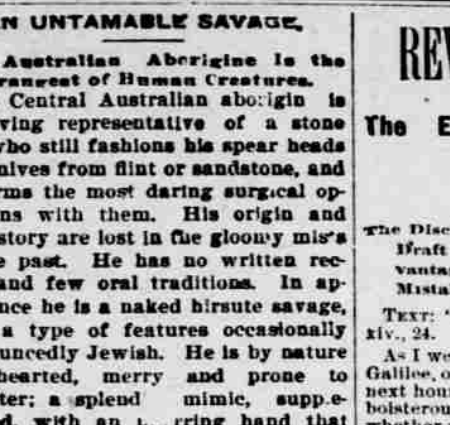 N UNTAMABLE SAVAGE.
Australian Aborigine Is the
rangest of Human Creatures.
Central Australian aborigin is
ving representative of a stone
who still fashions his spear heads
nives from flint or sandstone, and
rms the most daring surgical op-
ns with them. His origin and
story are lost in the gloomy mis's
e past. He has no written rec-
and few oral traditions. In ap-
nce he is a naked hirsute savage,
a type of features occasionally
uncedly Jewish. He is by nature
hearted, merry and prone to
ter; a splend mimic, supp.e-
d, with an rring hand that
REV
The E
The Disc
Draft
vanta
Mista
TEXT: "
xiv., 24.
As I we
Galilee, o
next hou
boisterou